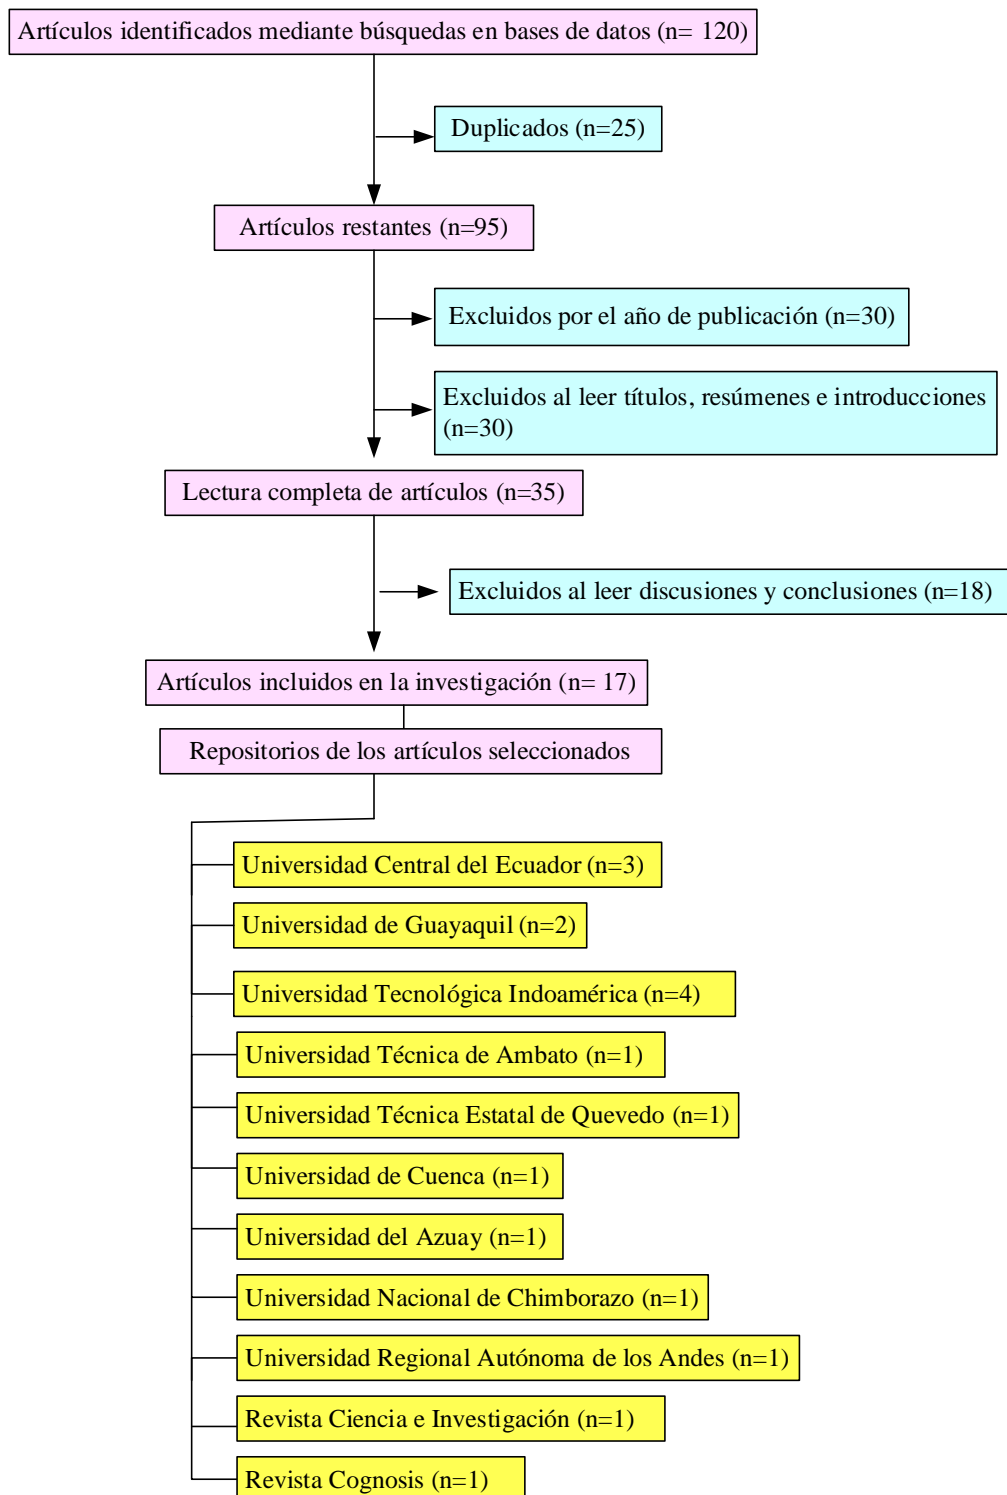 Artículos identificados mediante búsquedas en bases de datos (n= 120)
Duplicados (n=25)
Artículos restantes (n=95)
Excluidos por el año de publicación (n=30)
Excluidos al leer títulos, resúmenes e introducciones
(n=30)
Lectura completa de artículos (n=35)
Excluidos al leer discusiones y conclusiones (n=18)
Artículos incluidos en la investigación (n= 17)
Repositorios de los artículos seleccionados
Universidad Central del Ecuador (n=3)
Universidad de Guayaquil (n=2)
Universidad Tecnológica Indoamérica (n=4)
Universidad Técnica de Ambato (n=1)
Universidad Técnica Estatal de Quevedo (n=1)
Universidad de Cuenca (n=1)
Universidad del Azuay (n=1)
Universidad Nacional de Chimborazo (n=1)
Universidad Regional Autónoma de los Andes (n=1)
Revista Ciencia e Investigación (n=1)
Revista Cognosis (n=1)